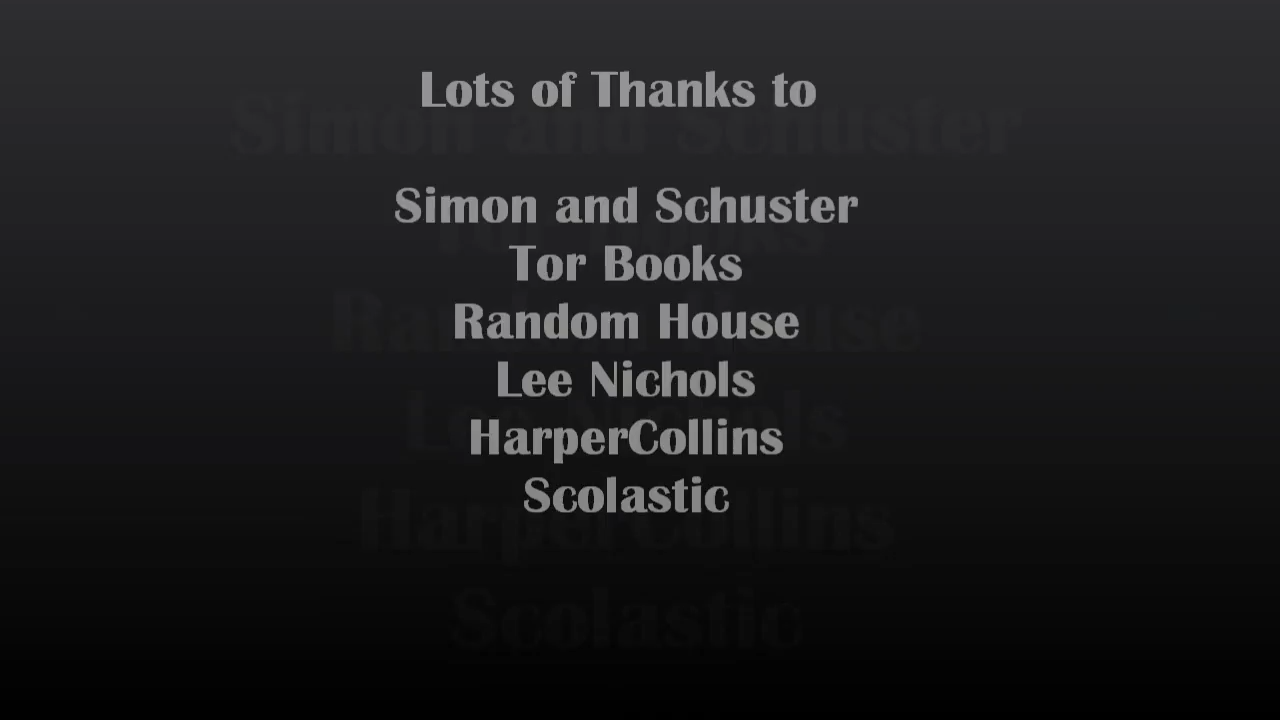 Lots of Thanks to
Simon and Schuster
Tor Books
Random House
Lee Nichols
HarperCollins
Scolastic